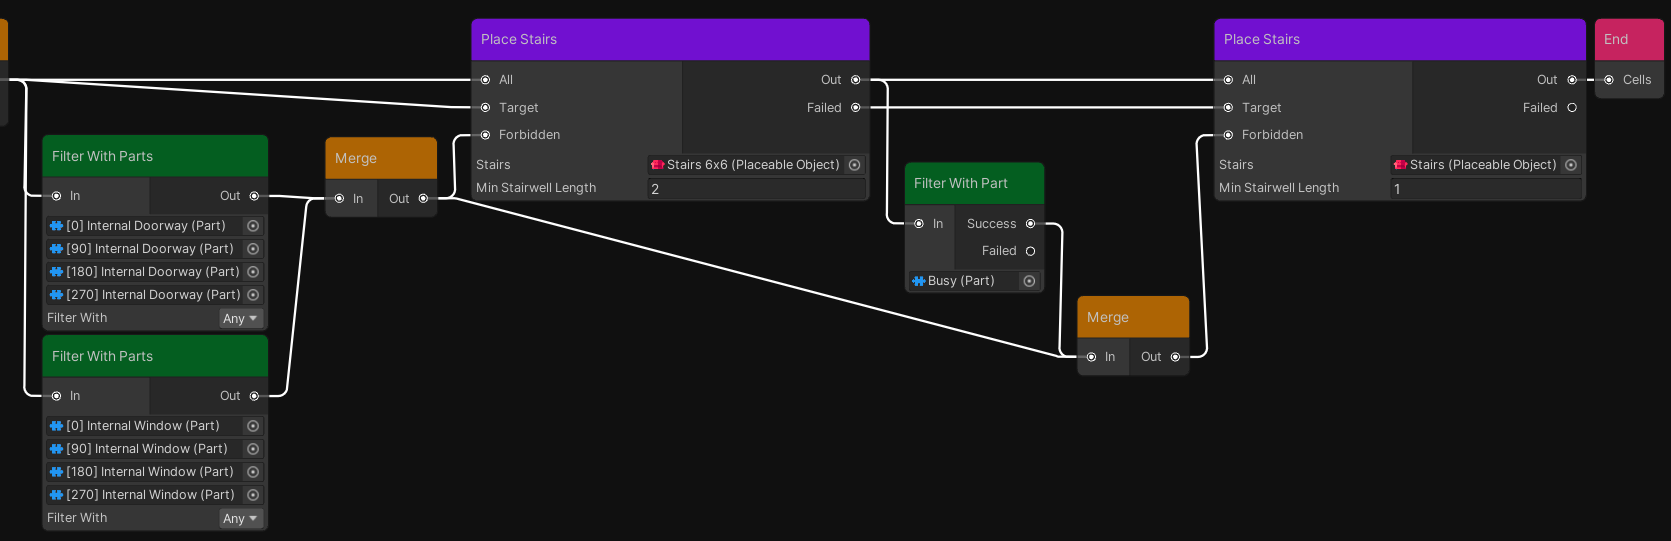 Place Stairs
All
Target
Forbidden
Out
Failed
Stairs
Stairs 6x6 (Placeable Object)
Min Stairwell Length
2
Place Stairs
All
Target
Forbidden
Out
Failed
Stairs
Stairs (Placeable Object)
Min Stairwell Length
1
End
Cells
Filter With Parts
In
Out
[0] Internal Doorway (Part)
[90] Internal Doorway (Part)
[180] Internal Doorway (Part)
[270] Internal Doorway (Part)
Filter With
Any
Merge
In
Out
Filter With Part
In
Success
Failed
Busy (Part)
Merge
In
Out
Filter With Parts
In
Out
[0] Internal Window (Part)
[90] Internal Window (Part)
[180] Internal Window (Part)
[270] Internal Window (Part)
Filter With
Any